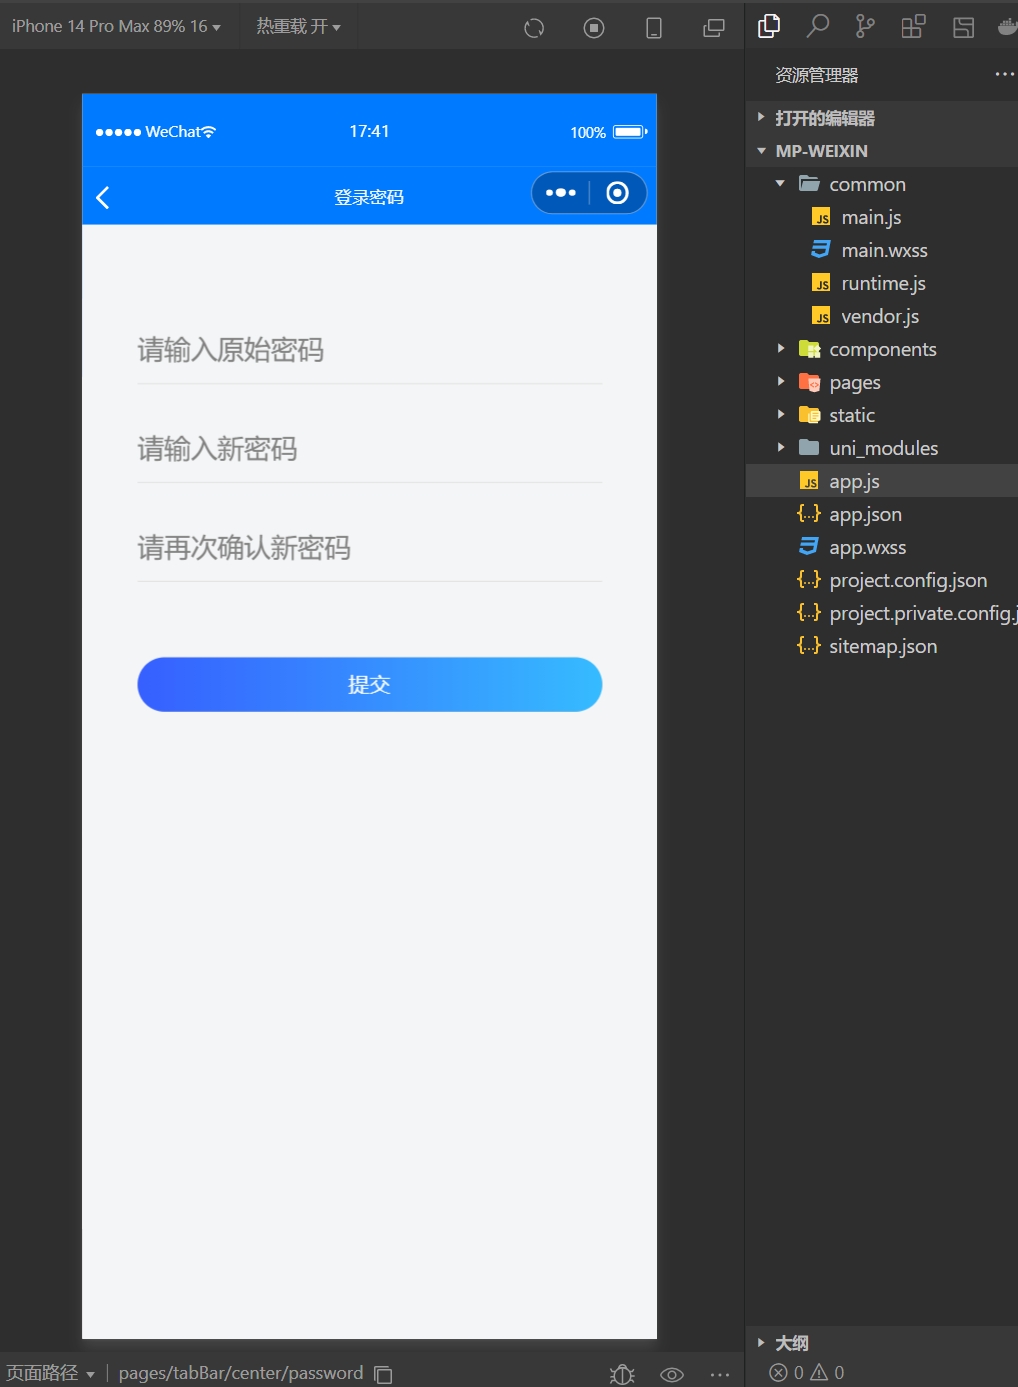 iPhone 14 Pro Max 89% 16
热重载 开
WeChat
17:41
100%
登录密码
请输入原始密码
请输入新密码
请再次确认新密码
提交
页面路径
pages/tabBar/center/password
资源管理器
打开的编辑器
MP-WEIXIN
common
JS main.js
main.wxss
JS runtime.js
JS vendor.js
components
pages
static
uni_modules
JS app.js
{..} app.json
app.wxss
{..} project.config.json
{..} project.private.config.j
{..} sitemap.json
大纲
0 0